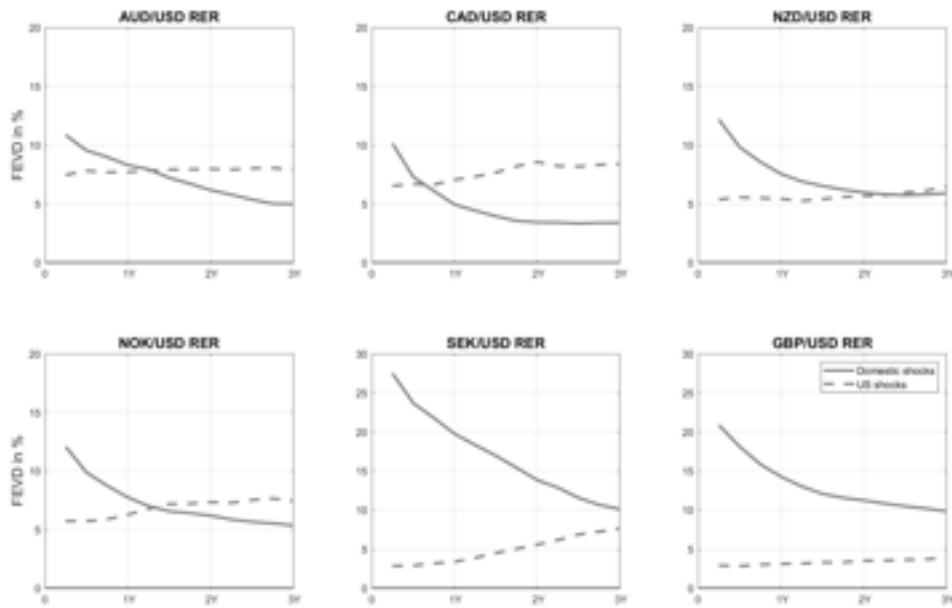 AUD/USD RER
CAD/USD RER
NZD/USD RER
FEVD in %
20
15
10
5
0
0
1Y
2Y
3Y
20
15
10
5
0
0
1Y
2Y
3Y
20
15
10
5
0
0
1Y
2Y
3Y
NOK/USD RER
SEK/USD RER
GBP/USD RER
FEVD in %
20
15
10
5
0
0
1Y
2Y
3Y
30
25
20
15
10
5
0
0
1Y
2Y
3Y
30
25
20
15
10
5
0
0
1Y
2Y
3Y
Domestic shocks
US shocks